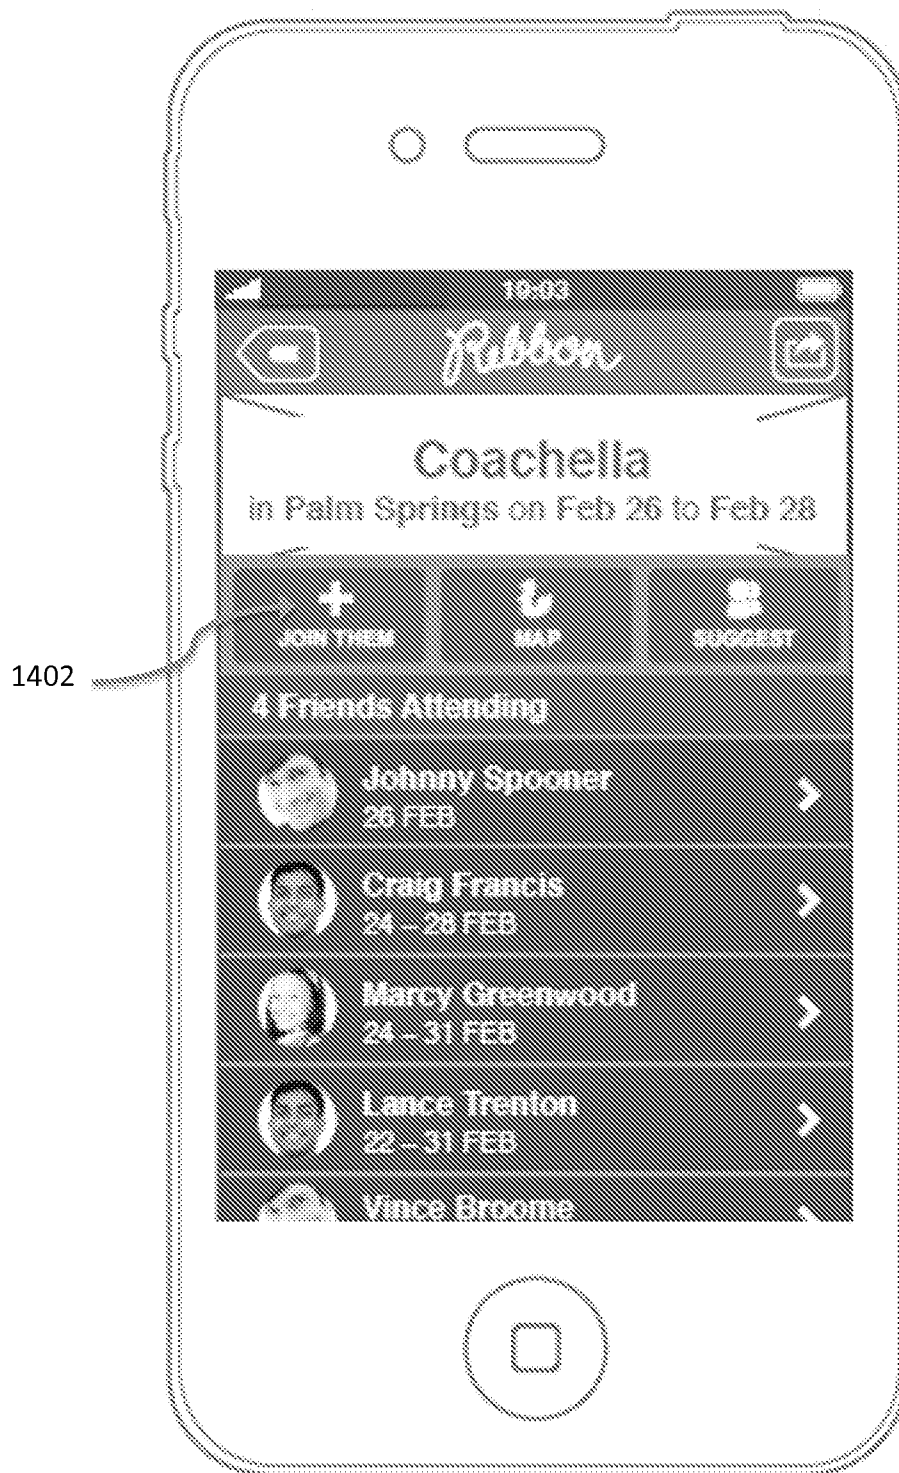 19:03
Ribbon
Coachella
in Palm Springs on Feb 26 to Feb 28
JOIN THEM
MAP
SUGGEST
1402
4 Friends Attending
Johnny Spooner
26 FEB
Craig Francis
24 – 28 FEB
Marcy Greenwood
24 – 31 FEB
Lance Trenton
22 – 31 FEB
Vince Broome